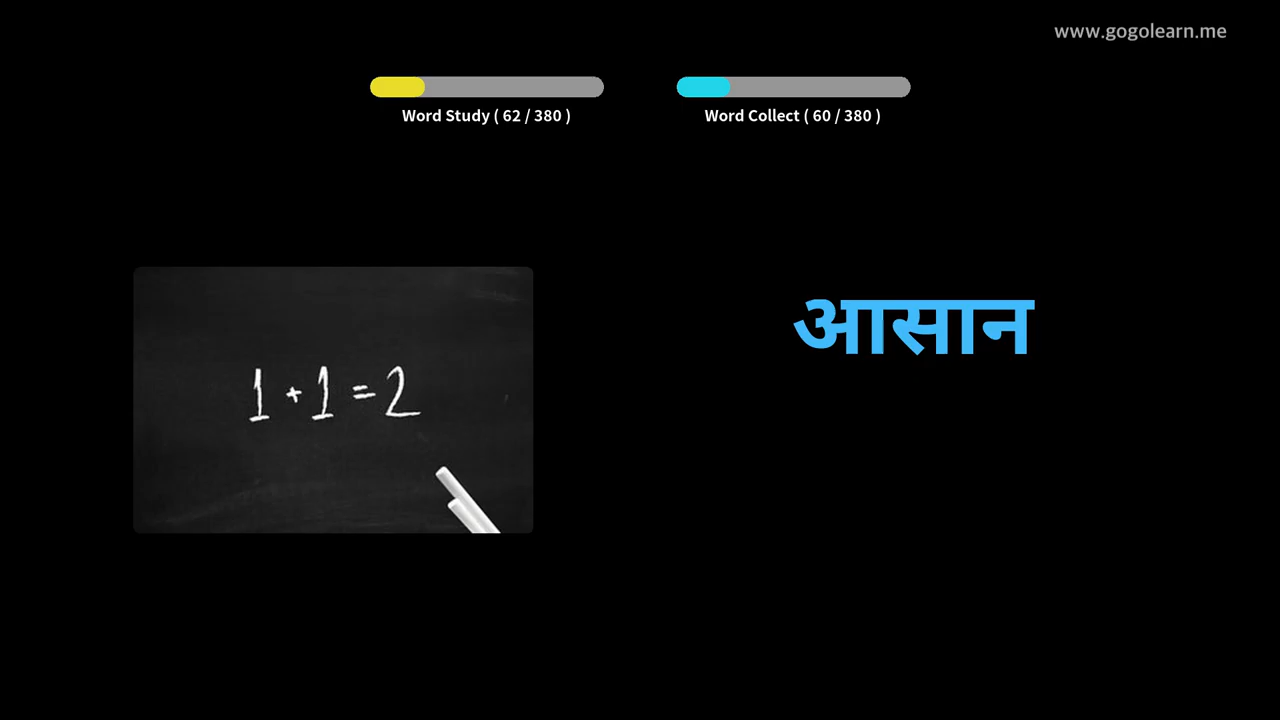 www.gogolearn.me
Word Study ( 62 / 380 )
Word Collect ( 60 / 380 )
आसान
1 + 1 = 2